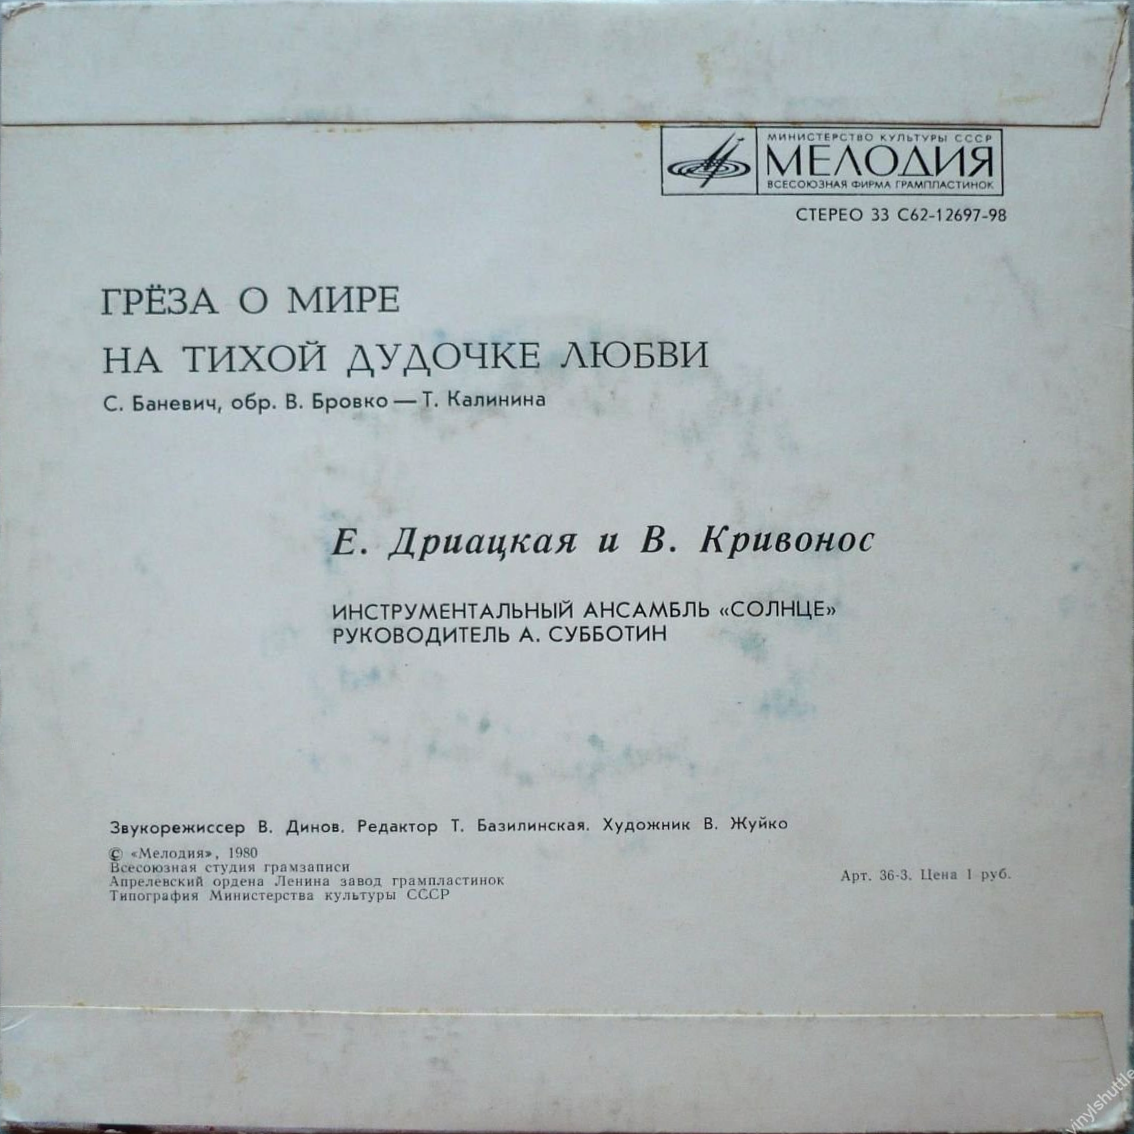 МИНИСТЕРСТВО КУЛЬТУРЫ СССР
МЕЛОДИЯ
ВСЕСОЮЗНАЯ ФИРМА ГРАМПЛАСТИНОК
СТЕРЕО 33 С62-12697-98
ГРЁЗА О МИРЕ
НА ТИХОЙ ДУДОЧКЕ ЛЮБВИ
С. Баневич, обр. В. Бровко — Т. Калинина
Е. Дриацкая и В. Кривонос
ИНСТРУМЕНТАЛЬНЫЙ АНСАМБЛЬ «СОЛНЦЕ»
РУКОВОДИТЕЛЬ А. СУББОТИН
Звукорежиссер В. Динов. Редактор Т. Базилинская. Художник В. Жуйко
© «Мелодия», 1980
Всесоюзная студия грамзаписи
Апрелевский ордена Ленина завод грампластинок
Типография Министерства культуры СССР
Арт. 36-3. Цена 1 руб.
vinylshuttle